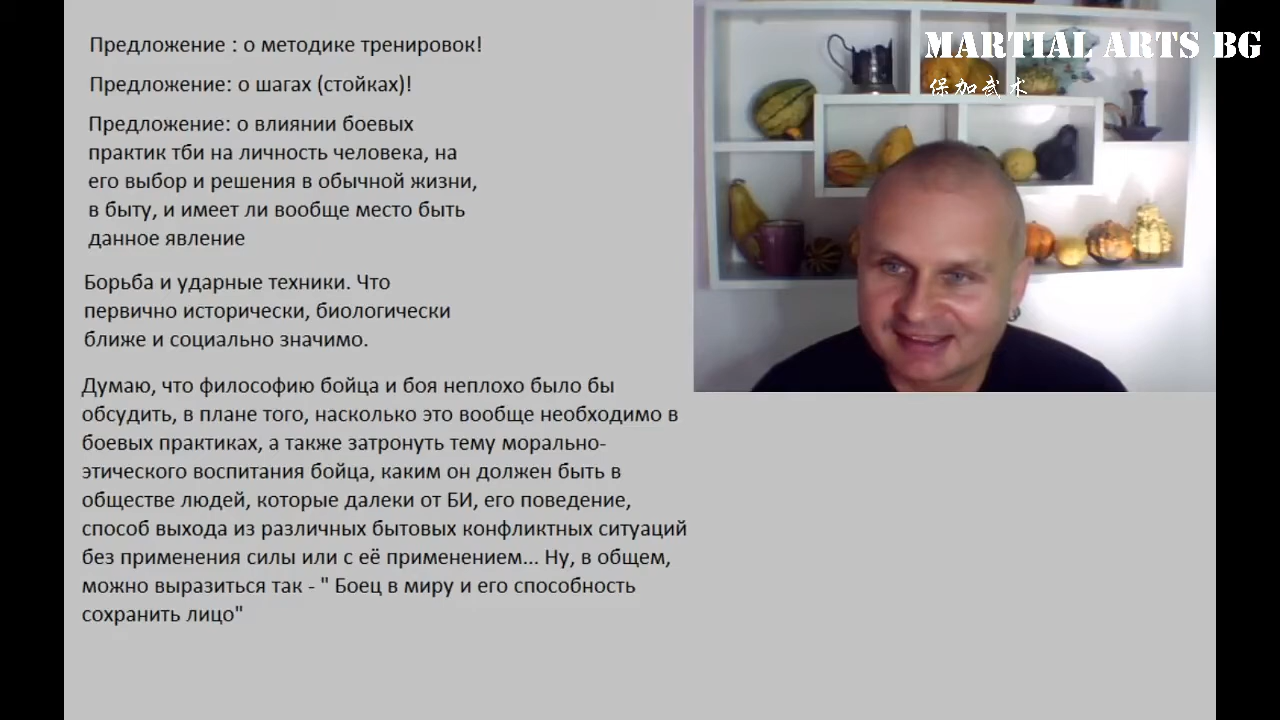 Предложение : о методике тренировок!
Предложение: о шагах (стойках)!
Предложение: о влиянии боевых
практик тби на личность человека, на
его выбор и решения в обычной жизни,
в быту, и имеет ли вообще место быть
данное явление
Борьба и ударные техники. Что
первично исторически, биологически
ближе и социально значимо.
Думаю, что философию бойца и боя неплохо было бы
обсудить, в плане того, насколько это вообще необходимо в
боевых практиках, а также затронуть тему морально-
этического воспитания бойца, каким он должен быть в
обществе людей, которые далеки от БИ, его поведение,
способ выхода из различных бытовых конфликтных ситуаций
без применения силы или с её применением... Ну, в общем,
можно выразиться так - " Боец в миру и его способность
сохранить лицо"
MARTIAL ARTS BG
保加武术